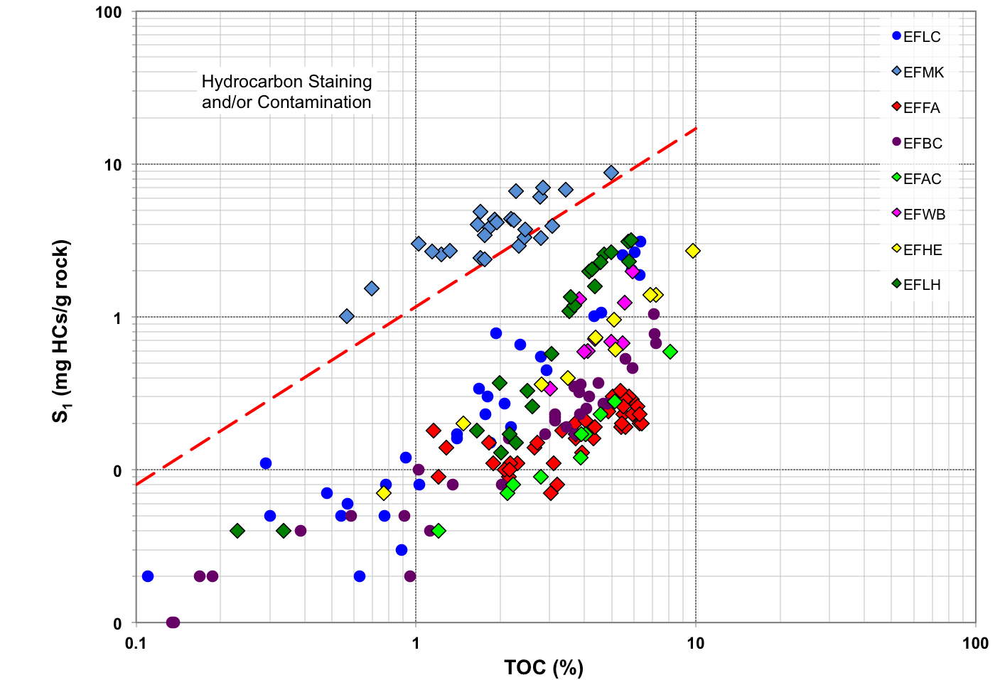 100
10
1
0
0
0.1
1
10
100
S1 (mg HCs/g rock)
TOC (%)
Hydrocarbon Staining
and/or Contamination
EFLC
EFMK
EFFA
EFBC
EFAC
EFWB
EFHE
EFLH